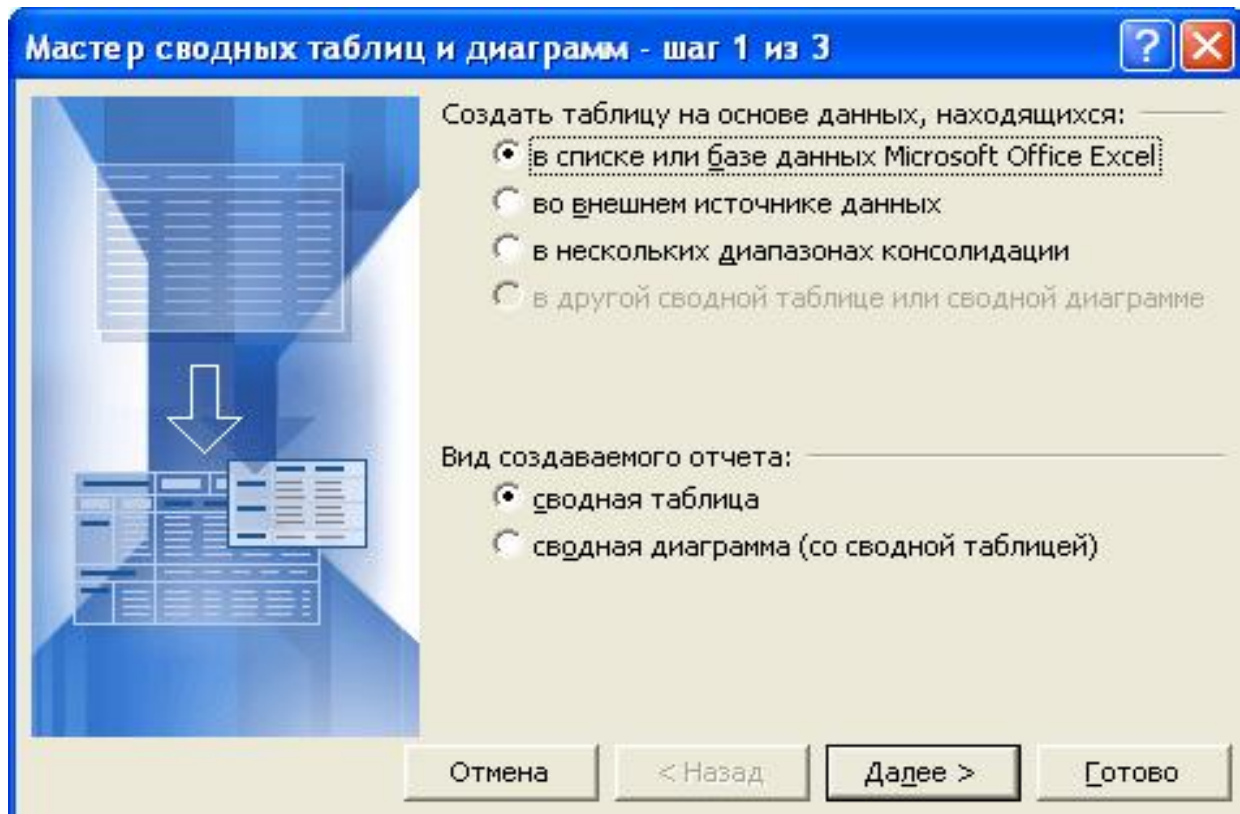 Мастер сводных таблиц и диаграмм - шаг 1 из 3
Создать таблицу на основе данных, находящихся:
в списке или базе данных Microsoft Office Excel
во внешнем источнике данных
в нескольких диапазонах консолидации
в другой сводной таблице или сводной диаграмме
Вид создаваемого отчета:
сводная таблица
сводная диаграмма (со сводной таблицей)
Отмена < Назад Далее > Готово